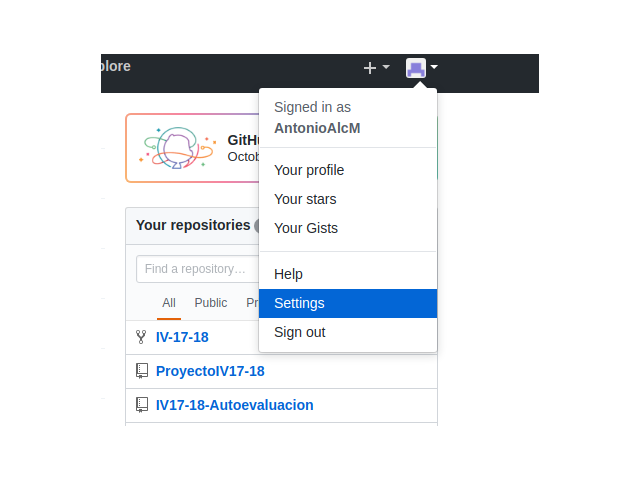 plore
Signed in as
AntonioAlcM
GitHu
Octob
Your profile
Your stars
Your Gists
Your repositories
Find a repository…
Help
All Public Pr
Settings
IV-17-18
Sign out
ProyectoIV17-18
IV17-18-Autoevaluacion